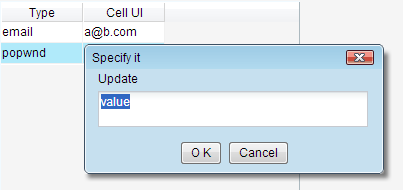 Type Cell UI
email a@b.com
popwnd
Specify it
Update
value
O K Cancel